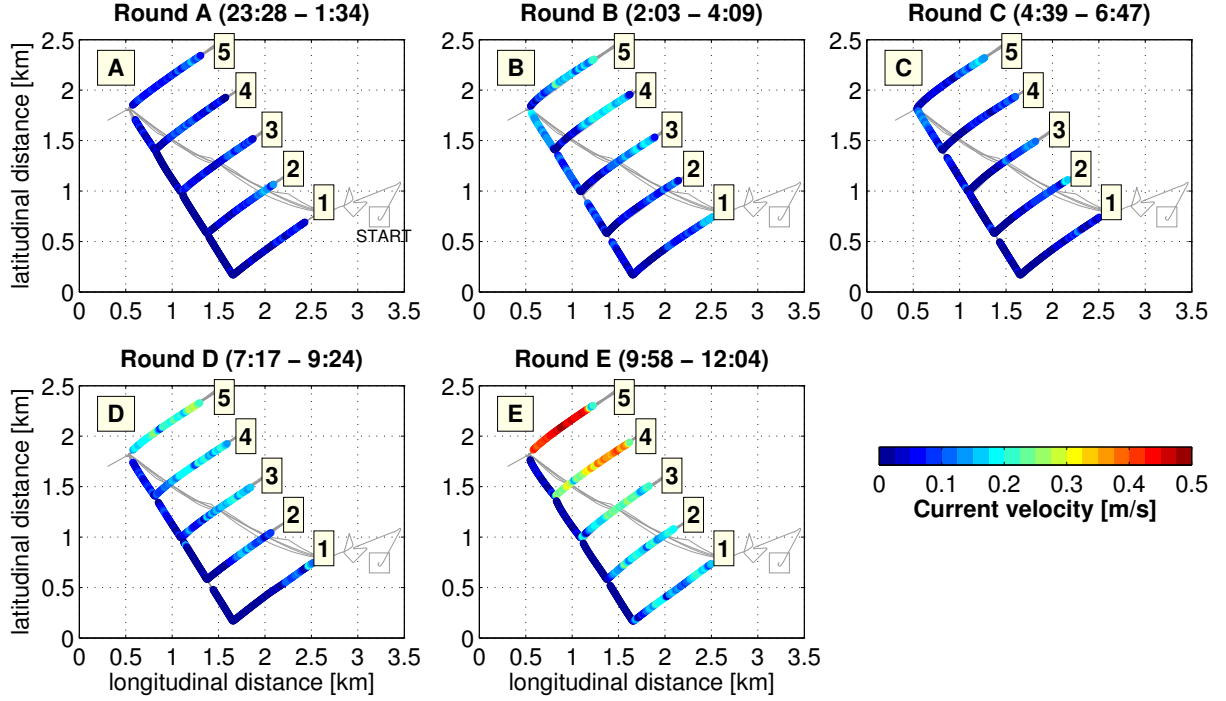 Round A (23:28 − 1:34)
Round B (2:03 − 4:09)
Round C (4:39 − 6:47)
latitudinal distance [km]
2.5
2
1.5
1
0.5
0
A
5
4
3
2
1
START
0 0.5 1 1.5 2 2.5 3 3.5
B
5
4
3
2
1
0 0.5 1 1.5 2 2.5 3 3.5
2.5
2
1.5
1
0.5
0
C
5
4
3
2
1
0 0.5 1 1.5 2 2.5 3 3.5
2.5
2
1.5
1
0.5
0
Round D (7:17 − 9:24)
Round E (9:58 − 12:04)
latitudinal distance [km]
2.5
2
1.5
1
0.5
0
D
5
4
3
2
1
0 0.5 1 1.5 2 2.5 3 3.5
longitudinal distance [km]
2.5
2
1.5
1
0.5
0
E
5
4
3
2
1
0 0.5 1 1.5 2 2.5 3 3.5
longitudinal distance [km]
0 0.1 0.2 0.3 0.4 0.5
Current velocity [m/s]